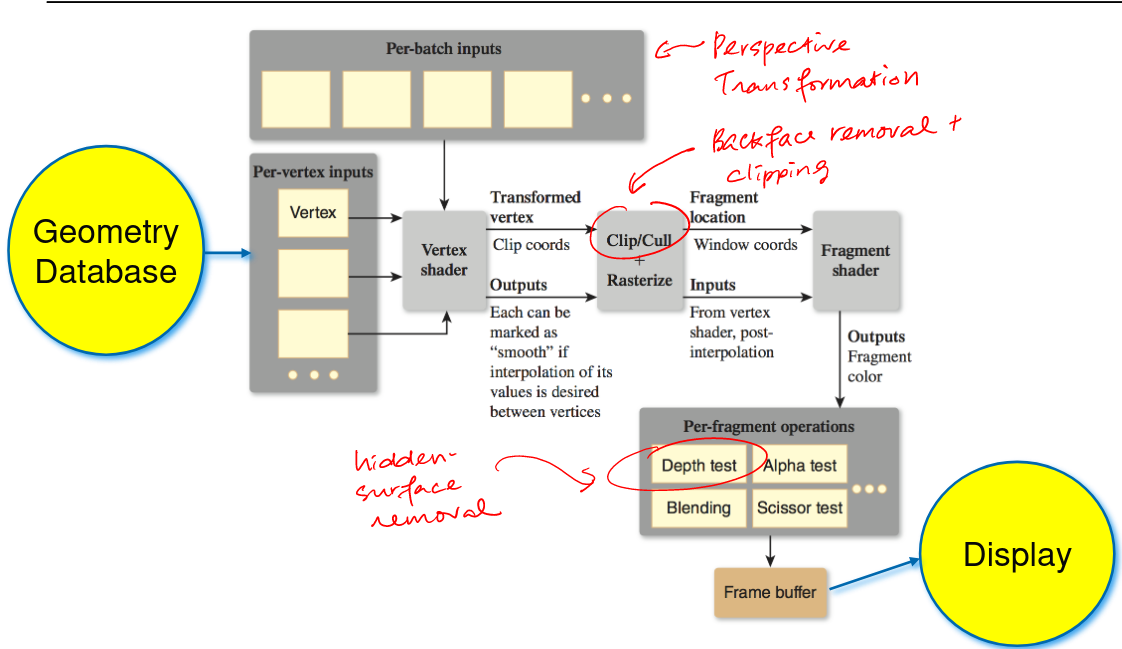 Per-batch inputs
Perspective
Transformation
Backface removal +
clipping
Geometry
Database
Per-vertex inputs
Vertex
Vertex
shader
Transformed
vertex
Clip coords
Outputs
Each can be
marked as
“smooth” if
interpolation of its
values is desired
between vertices
Clip/Cull
+
Rasterize
Fragment
location
Window coords
Inputs
From vertex
shader, post-
interpolation
Fragment
shader
Outputs
Fragment
color
Per-fragment operations
Depth test
Alpha test
Blending
Scissor test
hidden-
surface
removal
Frame buffer
Display